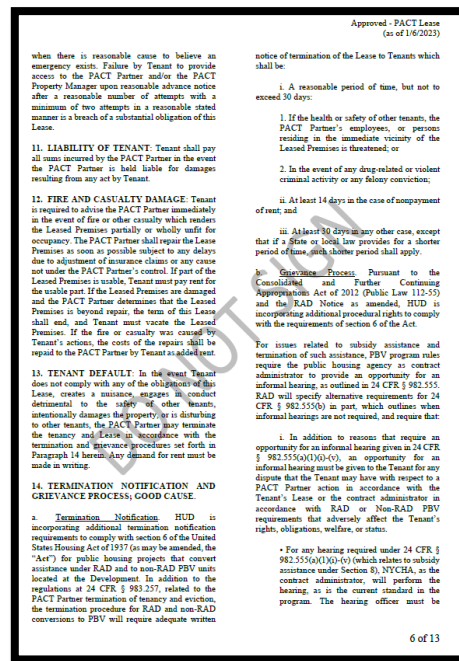 Approved - PACT Lease
(as of 1/6/2023)
when there is reasonable cause to believe an
emergency exists. Failure by Tenant to provide
access to the PACT Partner and/or the PACT
Property Manager upon reasonable advance notice
after a reasonable number of attempts with a
minimum of two attempts in a reasonable stated
manner is a breach of a substantial obligation of this
Lease.
11. LIABILITY OF TENANT: Tenant shall pay
all sums incurred by the PACT Partner in the event
the PACT Partner is held liable for damages
resulting from any act by Tenant.
12. FIRE AND CASUALTY DAMAGE: Tenant
is required to advise the PACT Partner immediately
in the event of fire or other casualty which renders
the Leased Premises partially or wholly unfit for
occupancy. The PACT Partner shall repair the Lease
Premises as soon as possible subject to any delays
due to adjustment of insurance claims or any cause
not under the PACT Partner's control. If part of the
Leased Premises is usable, Tenant must pay rent for
the usable part. If the Leased Premises are damaged
and the PACT Partner determines that the Leased
Premises is beyond repair, the term of this Lease
shall end, and Tenant must vacate the Leased
Premises. If the fire or casualty was caused by
Tenant's actions, the costs of the repairs shall be
repaid to the PACT Partner by Tenant as added rent.
13. TENANT DEFAULT: In the event Tenant
does not comply with any of the obligations of this
Lease, creates a nuisance, engages in conduct
detrimental to the safety of other tenants,
intentionally damages the property, or is disturbing
to other tenants, the PACT Partner may terminate
the tenancy and Lease in accordance with the
termination and grievance procedures set forth in
Paragraph 14 herein. Any demand for rent must be
made in writing.
14. TERMINATION NOTIFICATION AND
GRIEVANCE PROCESS; GOOD CAUSE.
a. Termination Notification. HUD is
incorporating additional termination notification
requirements to comply with section 6 of the United
States Housing Act of 1937 (as may be amended, the
"Act") for public housing projects that convert
assistance under RAD and to non-RAD PBV units
located at the Development. In addition to the
regulations at 24 CFR § 983.257, related to the
PACT Partner termination of tenancy and eviction,
the termination procedure for RAD and non-RAD
conversions to PBV will require adequate written
notice of termination of the Lease to Tenants which
shall be:
i. A reasonable period of time, but not to
exceed 30 days:
1. If the health or safety of other tenants, the
PACT Partner's employees, or persons
residing in the immediate vicinity of the
Leased Premises is threatened; or
2. In the event of any drug-related or violent
criminal activity or any felony conviction;
ii. At least 14 days in the case of nonpayment
of rent; and
iii. At least 30 days in any other case, except
that if a State or local law provides for a shorter
period of time, such shorter period shall apply.
b. Grievance Process. Pursuant to the
Consolidated and Further Continuing
Appropriations Act of 2012 (Public Law 112-55)
and the RAD Notice as amended, HUD is
incorporating additional procedural rights to comply
with the requirements of section 6 of the Act.
For issues related to subsidy assistance and
termination of such assistance, PBV program rules
require the public housing agency as contract
administrator to provide an opportunity for an
informal hearing, as outlined in 24 CFR § 982.555.
RAD will specify alternative requirements for 24
CFR § 982.555(b) in part, which outlines when
informal hearings are not required, and require that:
i. In addition to reasons that require an
opportunity for an informal hearing given in 24 CFR
§ 982.555(a)(1)(i)-(v), an opportunity for an
informal hearing must be given to the Tenant for any
dispute that the Tenant may have with respect to a
PACT Partner action in accordance with the
Tenant's Lease or the contract administrator in
accordance with RAD or Non-RAD PBV
requirements that adversely affect the Tenant's
rights, obligations, welfare, or status.
• For any hearing required under 24 CFR §
982.555(a)(1)(i)-(v) (which relates to subsidy
assistance under Section 8), NYCHA, as the
contract administrator, will perform the
hearing, as is the current standard in the
program. The hearing officer must be
DO NOT SIGN
6 of 13